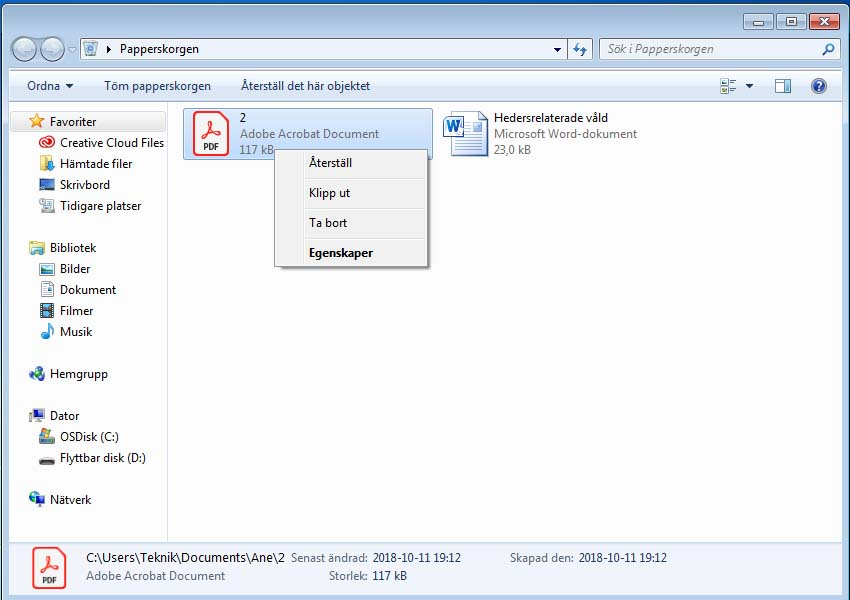 Papperskorgen
Sök i Papperskorgen
Ordna
Töm papperskorgen
Återställ det här objektet
Favoriter
Creative Cloud Files
Hämtade filer
Skrivbord
Tidigare platser
Bibliotek
Bilder
Dokument
Filmer
Musik
Hemgrupp
Dator
OSDisk (C:)
Flyttbar disk (D:)
Nätverk
PDF
2
Adobe Acrobat Document
117 kB
W
Hedersrelaterade våld
Microsoft Word-dokument
23,0 kB
Återställ
Klipp ut
Ta bort
Egenskaper
PDF
C:\Users\Teknik\Documents\Ane\2 Senast ändrad: 2018-10-11 19:12 Skapad den: 2018-10-11 19:12
Adobe Acrobat Document Storlek: 117 kB